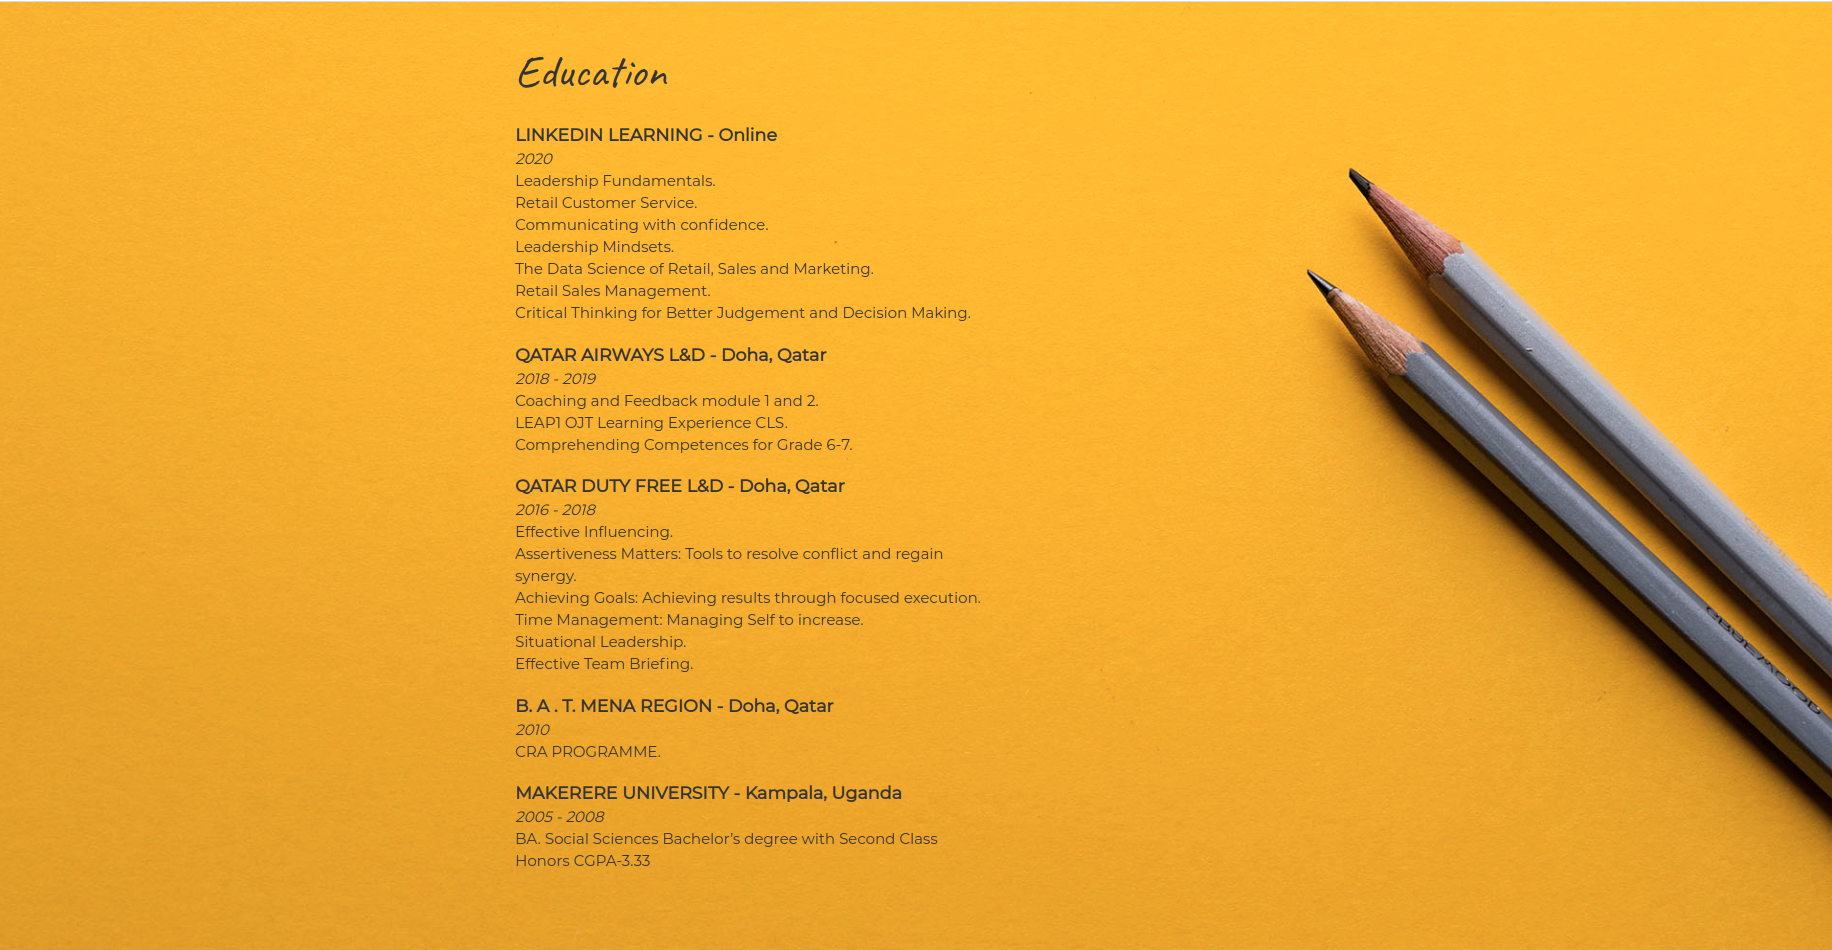 Education
LINKEDIN LEARNING - Online
2020
Leadership Fundamentals.
Retail Customer Service.
Communicating with confidence.
Leadership Mindsets.
The Data Science of Retail, Sales and Marketing.
Retail Sales Management.
Critical Thinking for Better Judgement and Decision Making.
QATAR AIRWAYS L&D - Doha, Qatar
2018 - 2019
Coaching and Feedback module 1 and 2.
LEAP1 OJT Learning Experience CLS.
Comprehending Competences for Grade 6-7.
QATAR DUTY FREE L&D - Doha, Qatar
2016 - 2018
Effective Influencing.
Assertiveness Matters: Tools to resolve conflict and regain
synergy.
Achieving Goals: Achieving results through focused execution.
Time Management: Managing Self to increase.
Situational Leadership.
Effective Team Briefing.
B. A . T. MENA REGION - Doha, Qatar
2010
CRA PROGRAMME.
MAKERERE UNIVERSITY - Kampala, Uganda
2005 - 2008
BA. Social Sciences Bachelor’s degree with Second Class
Honors CGPA-3.33